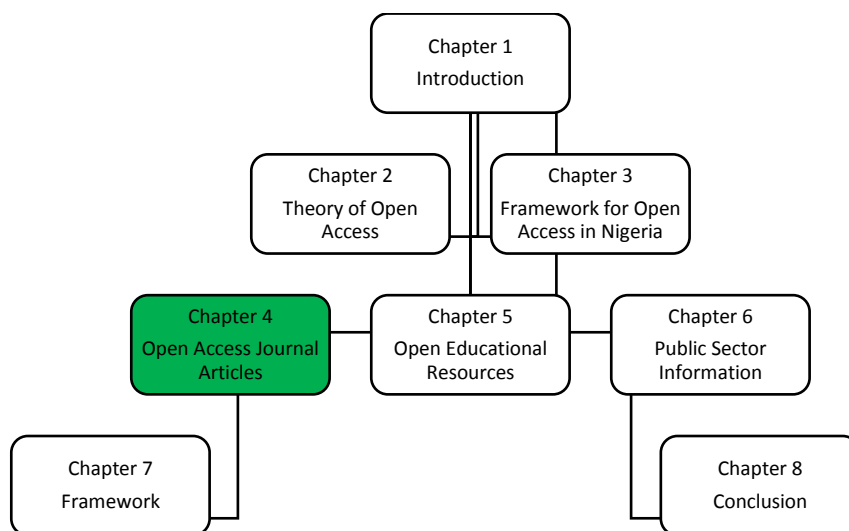 Chapter 1
Introduction
Chapter 2
Theory of Open
Access
Chapter 3
Framework for Open
Access in Nigeria
Chapter 4
Open Access Journal
Articles
Chapter 5
Open Educational
Resources
Chapter 6
Public Sector
Information
Chapter 7
Framework
Chapter 8
Conclusion